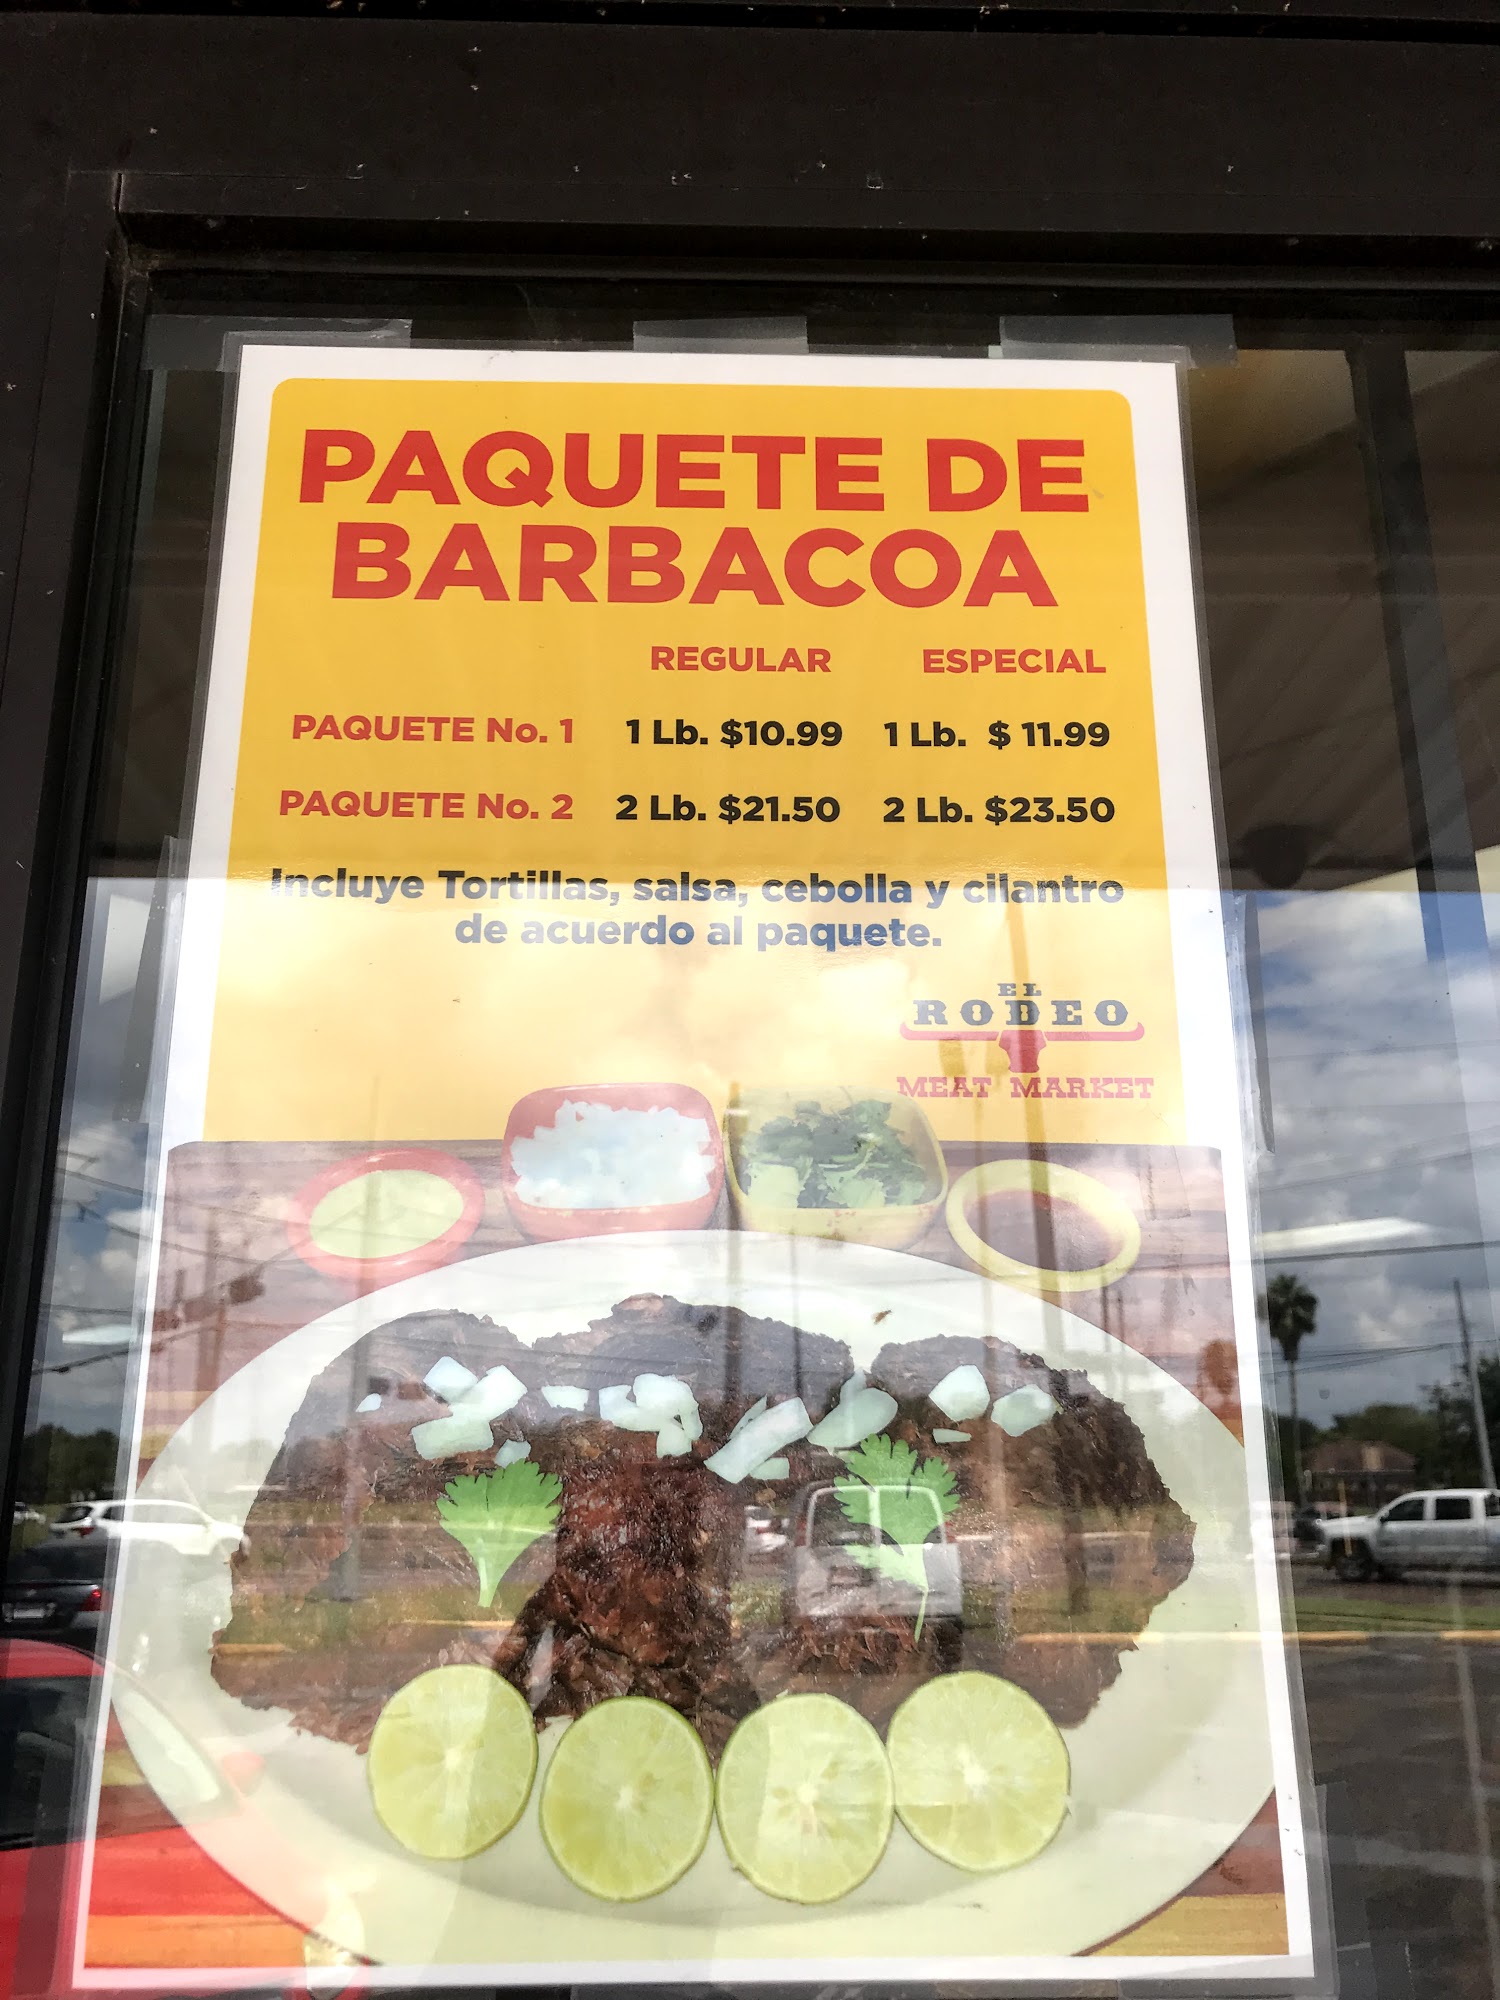 PAQUETE DE
BARBACOA
REGULAR ESPECIAL
PAQUETE No. 1 1 Lb. $10.99 1 Lb. $ 11.99
PAQUETE No. 2 2 Lb. $21.50 2 Lb. $23.50
Incluye Tortillas, salsa, cebolla y cilantro
de acuerdo al paquete.
EL
RODEO
MEAT MARKET